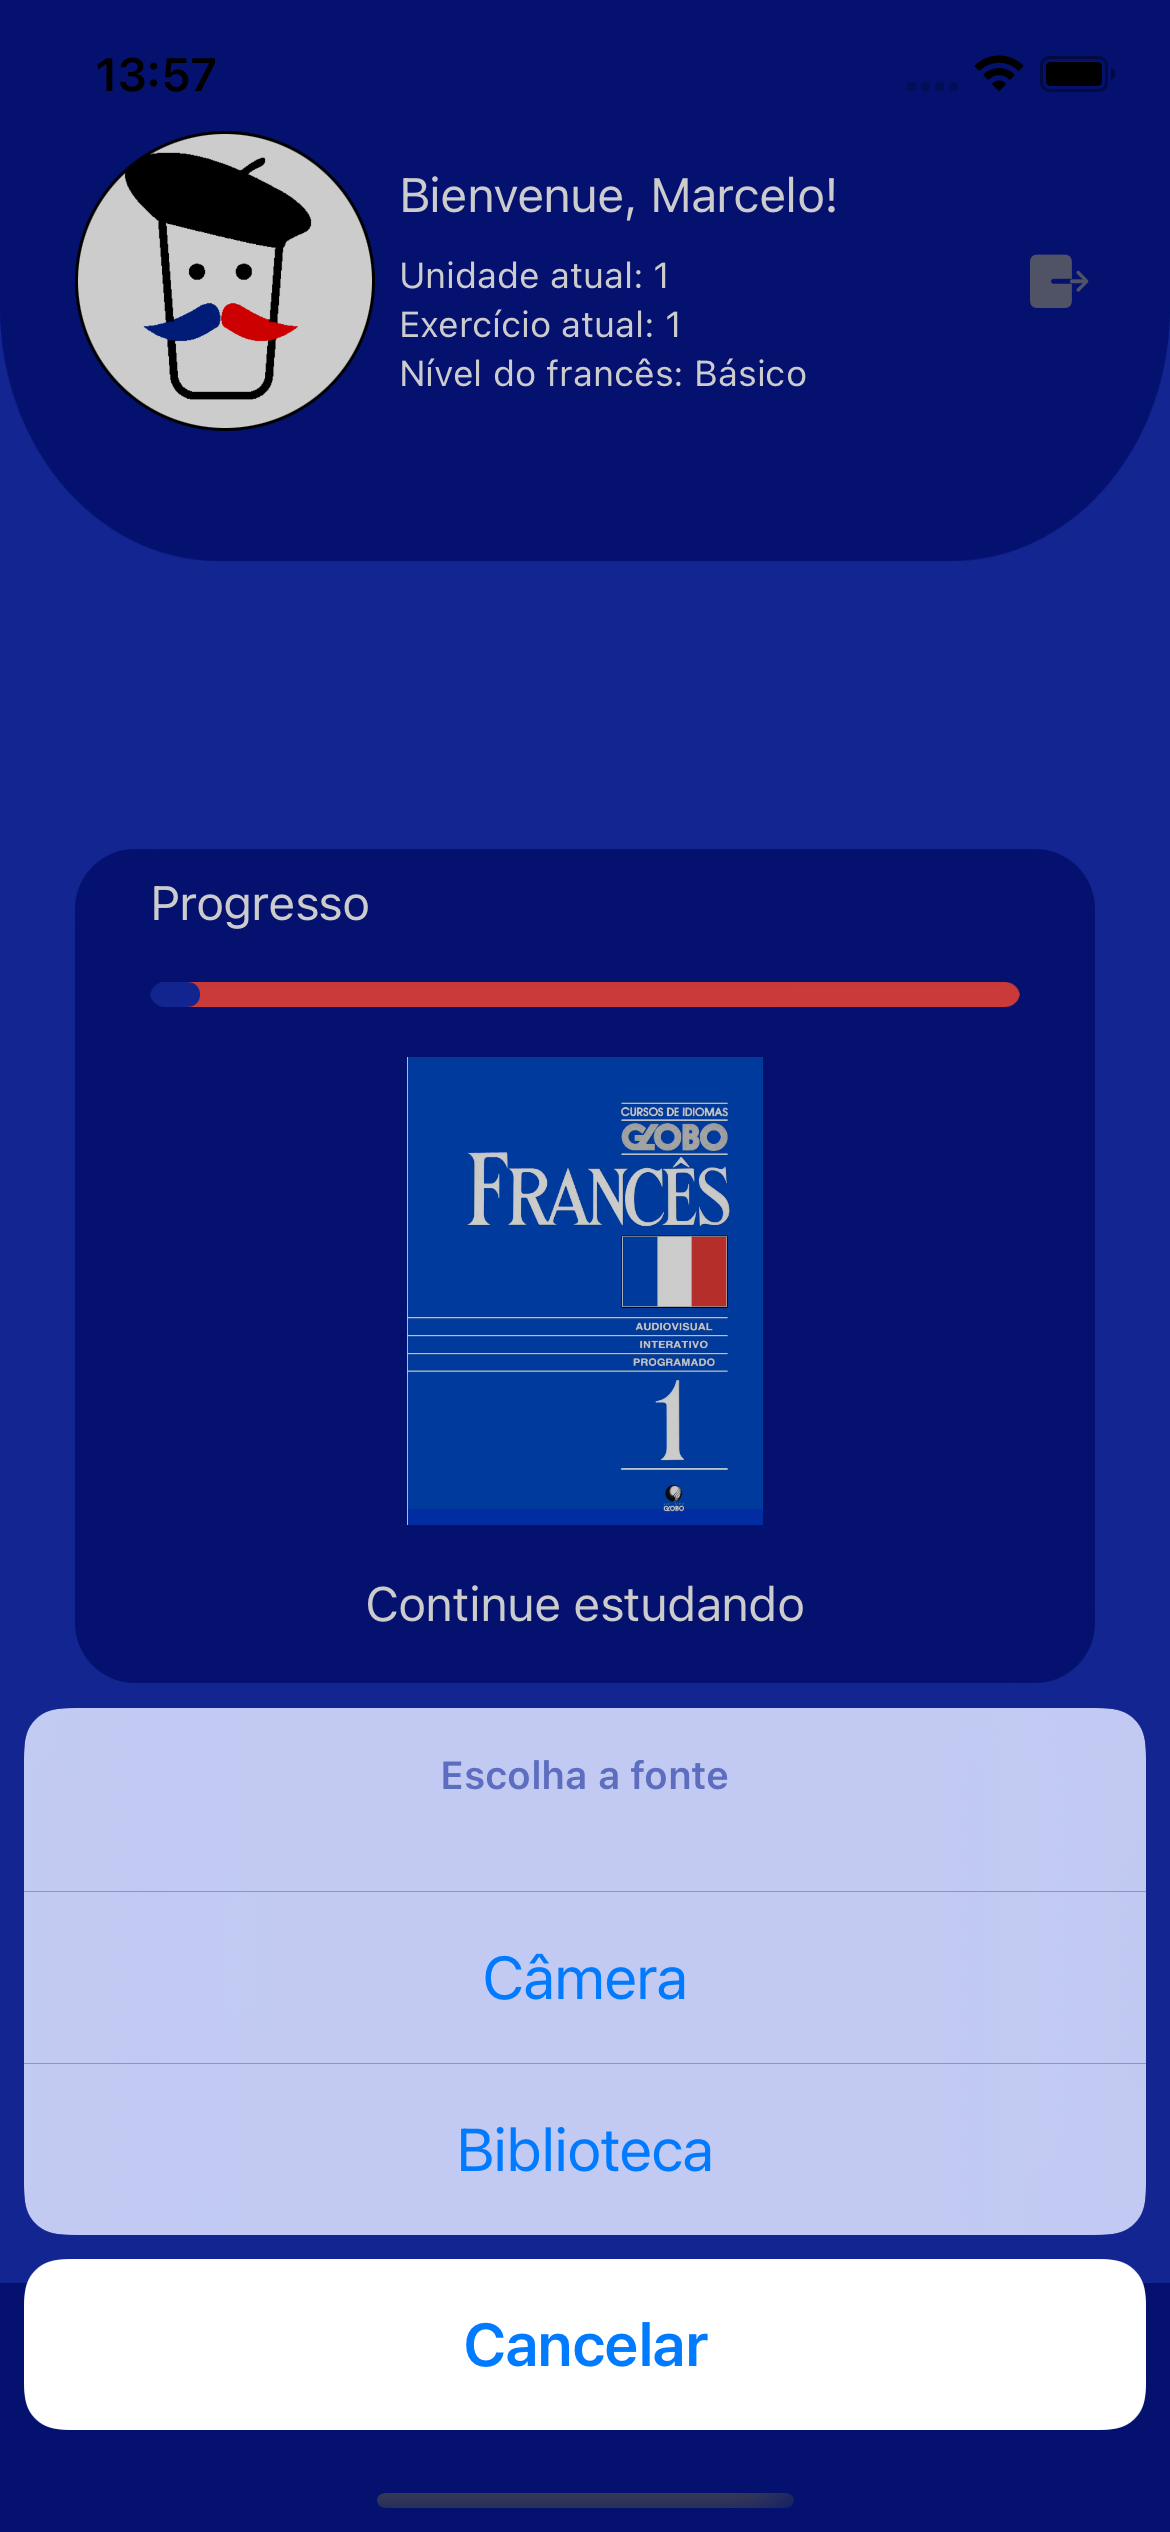 13:57
Bienvenue, Marcelo!
Unidade atual: 1
Exercício atual: 1
Nível do francês: Básico
Progresso
CURSOS DE IDIOMAS
GLOBO
FRANCÊS
AUDIOVISUAL
INTERATIVO
PROGRAMADO
1
GLOBO
Continue estudando
Escolha a fonte
Câmera
Biblioteca
Cancelar